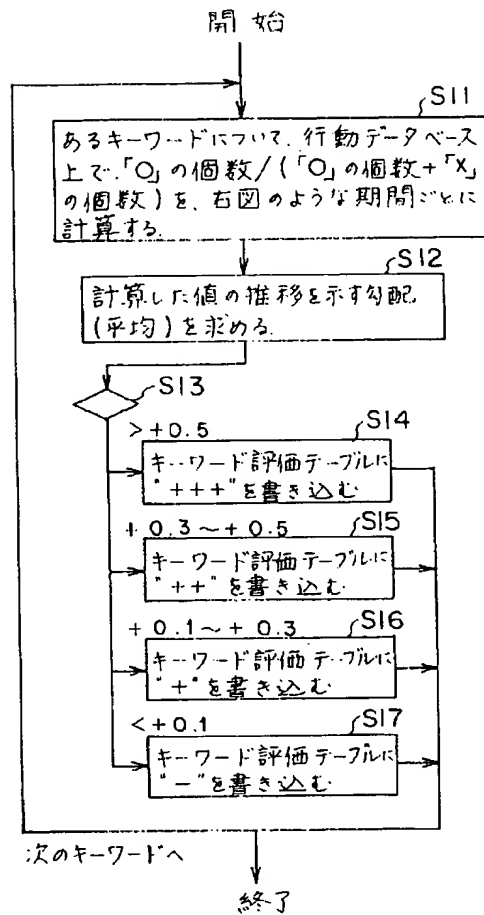 開始
S11
あるキーワードについて、行動データベース
上で、「O」の個数/(「O」の個数+「X」
の個数)を、右図のような期間ごとに
計算する.
S12
計算した値の推移を示す勾配
(平均)を求める.
S13
>+0.5
S14
キーワード評価テーブルに
"+++"を書き込む
+0.3~+0.5
S15
キーワード評価テーブルに
"++"を書き込む.
+0.1~+0.3
S16
キーワード評価テーブルに
"+"を書き込む.
<+0.1
S17
キーワード評価テーブルに
"-"を書き込む.
次のキーワードへ
終了